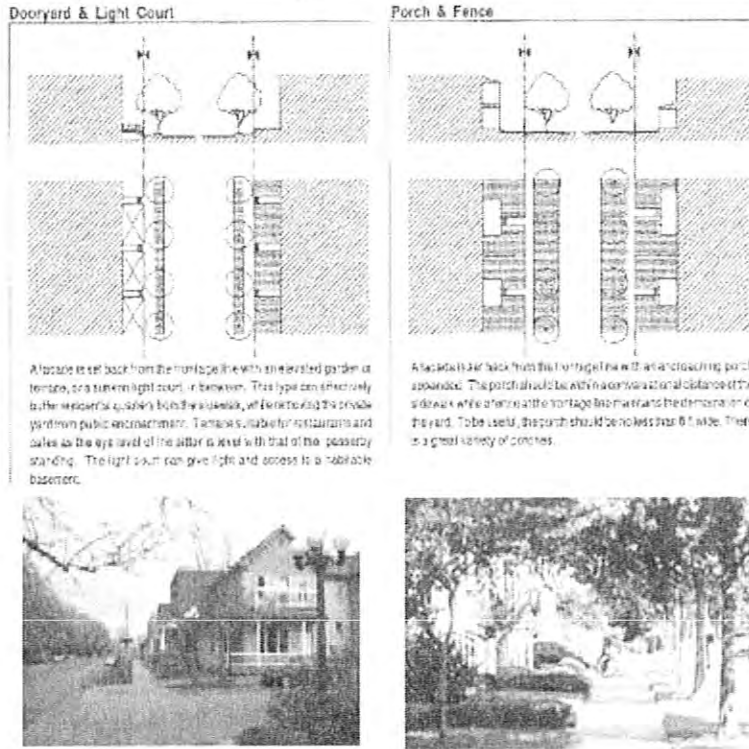 Dooryard & Light Court
A facade is set back from the frontage line with an elevated garden or
terrace, or a sunken light court, in between. This type can effectively
buffer residential quarters from the sidewalk, while removing the private
yard from public encroachment. Terrace suitable for restaurants and
cafes as the eye level of the sitter is level with that of the passerby
standing. The light court can give light and access to a habitable
basement.
Porch & Fence
A facade is set back from the frontage line with an encroaching porch
appended. The porch should be within a conversational distance of the
sidewalk while a fence at the frontage line maintains the demarcation of
the yard. To be useful, the porch should be no less than 8 ft. wide. There
is a great variety of porches.